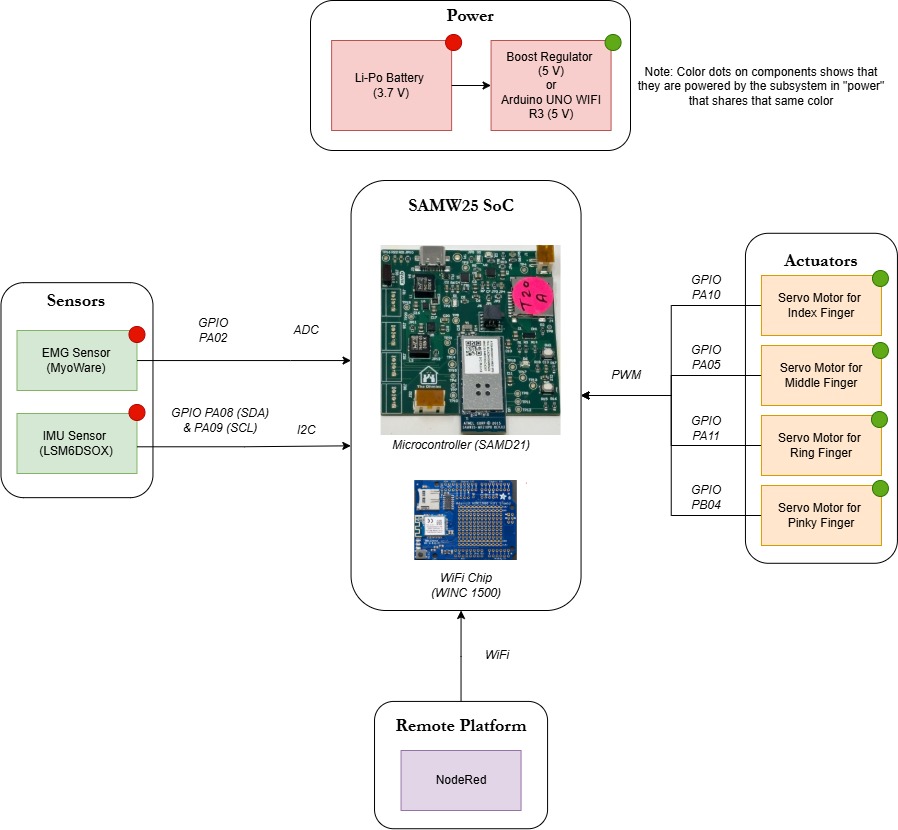 Power
Li-Po Battery
(3.7 V)
Boost Regulator
(5 V)
or
Arduino UNO WIFI
R3 (5 V)
Note: Color dots on components shows that
they are powered by the subsystem in "power"
that shares that same color
SAMW25 SoC
T20
A
Microcontroller (SAMD21)
WiFi Chip
(WINC 1500)
Sensors
EMG Sensor
(MyoWare)
IMU Sensor
(LSM6DSOX)
GPIO
PA02
ADC
GPIO PA08 (SDA)
& PA09 (SCL)
I2C
Actuators
GPIO
PA10
Servo Motor for
Index Finger
GPIO
PA05
Servo Motor for
Middle Finger
PWM
GPIO
PA11
Servo Motor for
Ring Finger
GPIO
PB04
Servo Motor for
Pinky Finger
WiFi
Remote Platform
NodeRed